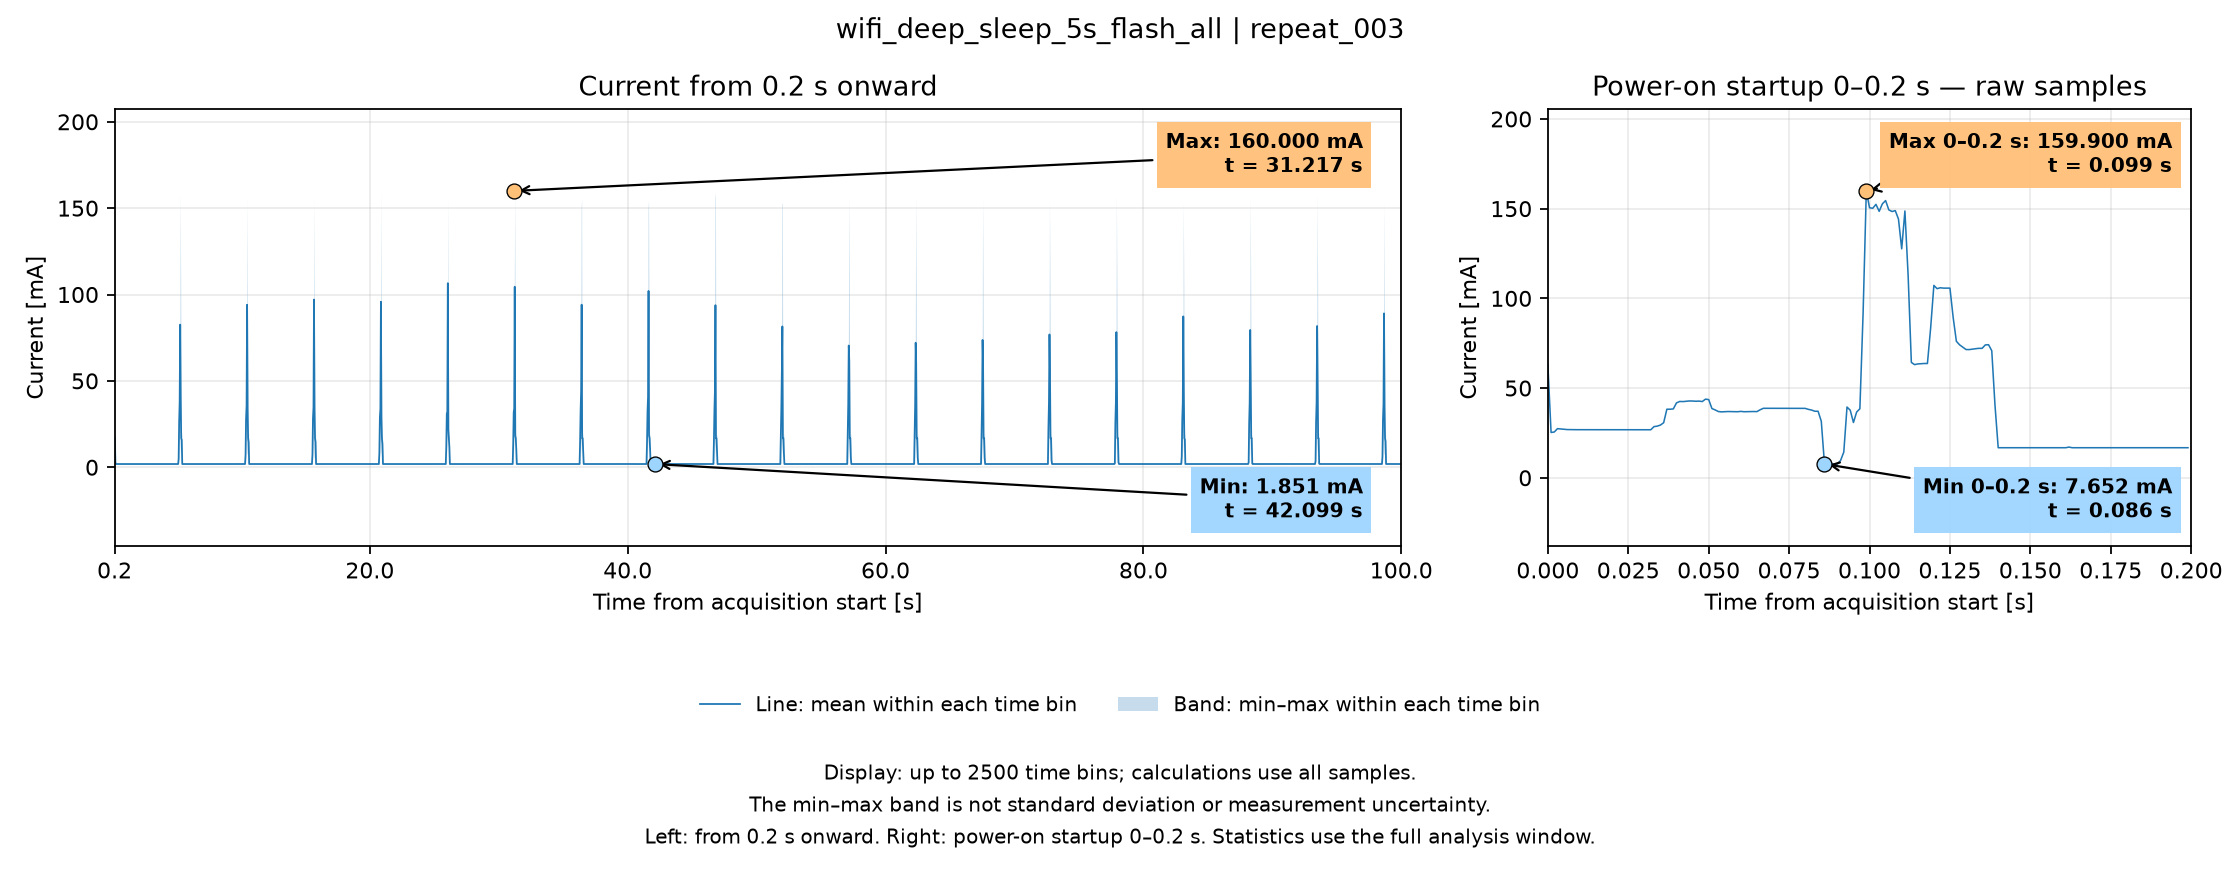 wifi_deep_sleep_5s_flash_all | repeat_003
Current from 0.2 s onward
Current [mA]
200
150
100
50
0
Max: 160.000 mA
t = 31.217 s
Min: 1.851 mA
t = 42.099 s
0.2
20.0
40.0
60.0
80.0
100.0
Time from acquisition start [s]
Power-on startup 0–0.2 s — raw samples
Current [mA]
200
150
100
50
0
Max 0–0.2 s: 159.900 mA
t = 0.099 s
Min 0–0.2 s: 7.652 mA
t = 0.086 s
0.000
0.025
0.050
0.075
0.100
0.125
0.150
0.175
0.200
Time from acquisition start [s]
Line: mean within each time bin
Band: min–max within each time bin
Display: up to 2500 time bins; calculations use all samples.
The min–max band is not standard deviation or measurement uncertainty.
Left: from 0.2 s onward. Right: power-on startup 0–0.2 s. Statistics use the full analysis window.